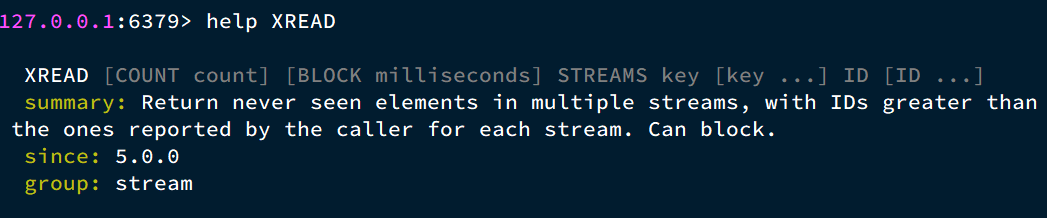 127.0.0.1:6379> help XREAD
XREAD [COUNT count] [BLOCK milliseconds] STREAMS key [key ...] ID [ID ...]
summary: Return never seen elements in multiple streams, with IDs greater than
the ones reported by the caller for each stream. Can block.
since: 5.0.0
group: stream